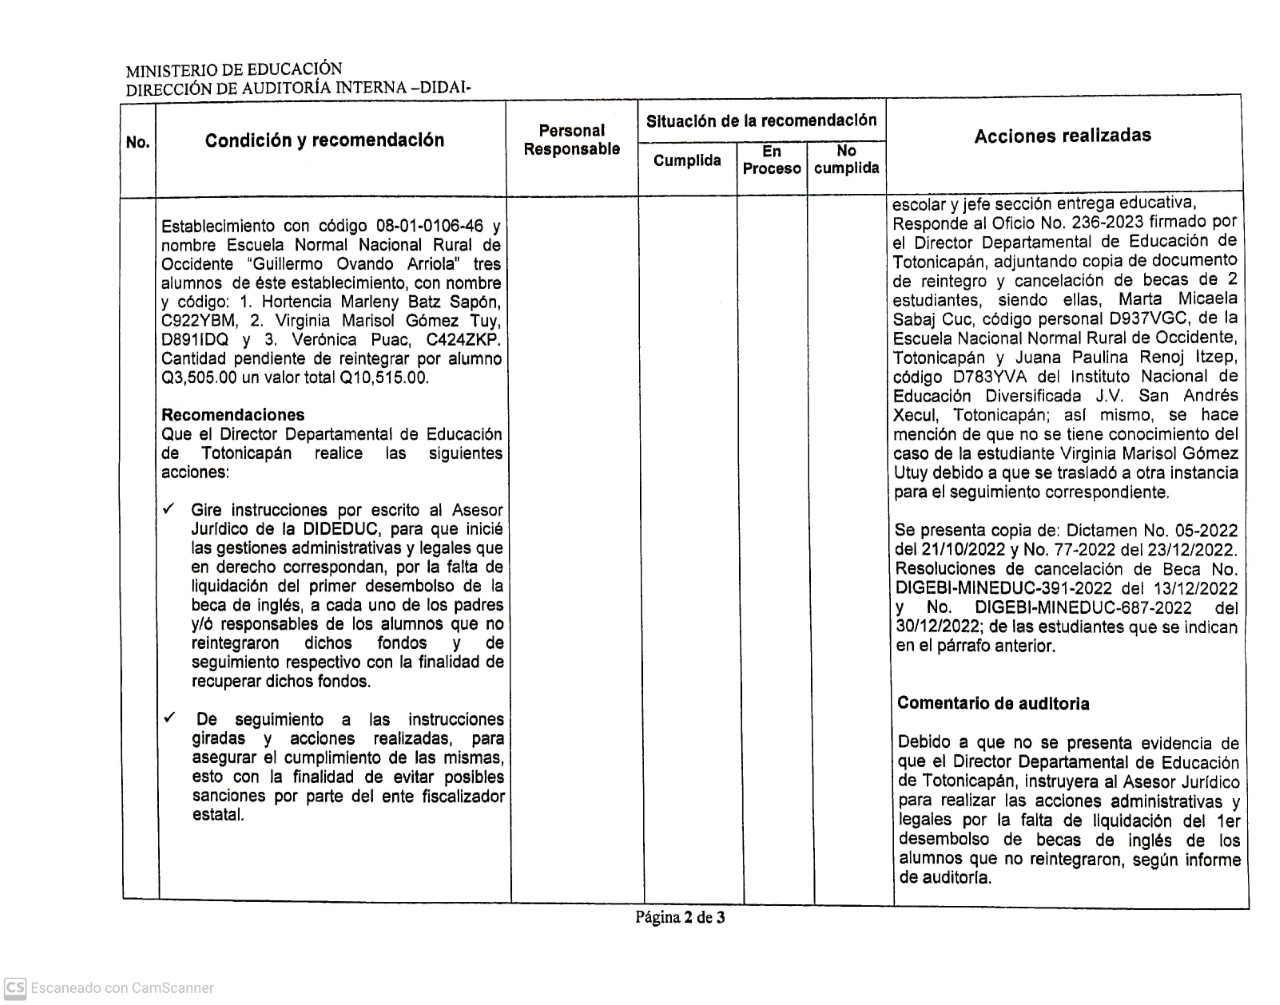 MINISTERIO DE EDUCACIÓN
DIRECCIÓN DE AUDITORÍA INTERNA –DIDAI-
No.
Condición y recomendación
Personal
Responsable
Situación de la recomendación
Cumplida
En
Proceso
No
cumplida
Acciones realizadas
Establecimiento con código 08-01-0106-46 y
nombre Escuela Normal Nacional Rural de
Occidente “Guillermo Ovando Arriola” tres
alumnos de éste establecimiento, con nombre
y código: 1. Hortencia Marleny Batz Sapón,
C922YBM, 2. Virginia Marisol Gómez Tuy,
D891IDQ y 3. Verónica Puac, C424ZKP.
Cantidad pendiente de reintegrar por alumno
Q3,505.00 un valor total Q10,515.00.
Recomendaciones
Que el Director Departamental de Educación
de Totonicapán realice las siguientes
acciones:
✓ Gire instrucciones por escrito al Asesor
Jurídico de la DIDEDUC, para que inicié
las gestiones administrativas y legales que
en derecho correspondan, por la falta de
liquidación del primer desembolso de la
beca de inglés, a cada uno de los padres
y/ó responsables de los alumnos que no
reintegraron dichos fondos y de
seguimiento respectivo con la finalidad de
recuperar dichos fondos.
✓ De seguimiento a las instrucciones
giradas y acciones realizadas, para
asegurar el cumplimiento de las mismas,
esto con la finalidad de evitar posibles
sanciones por parte del ente fiscalizador
estatal.
escolar y jefe sección entrega educativa,
Responde al Oficio No. 236-2023 firmado por
el Director Departamental de Educación de
Totonicapán, adjuntando copia de documento
de reintegro y cancelación de becas de 2
estudiantes, siendo ellas, Marta Micaela
Sabaj Cuc, código personal D937VGC, de la
Escuela Nacional Normal Rural de Occidente,
Totonicapán y Juana Paulina Renoj Itzep,
código D783YVA del Instituto Nacional de
Educación Diversificada J.V. San Andrés
Xecul, Totonicapán; así mismo, se hace
mención de que no se tiene conocimiento del
caso de la estudiante Virginia Marisol Gómez
Utuy debido a que se trasladó a otra instancia
para el seguimiento correspondiente.
Se presenta copia de: Dictamen No. 05-2022
del 21/10/2022 y No. 77-2022 del 23/12/2022.
Resoluciones de cancelación de Beca No.
DIGEBI-MINEDUC-391-2022 del 13/12/2022
y No. DIGEBI-MINEDUC-687-2022 del
30/12/2022; de las estudiantes que se indican
en el párrafo anterior.
Comentario de auditoria
Debido a que no se presenta evidencia de
que el Director Departamental de Educación
de Totonicapán, instruyera al Asesor Jurídico
para realizar las acciones administrativas y
legales por la falta de liquidación del 1er
desembolso de becas de inglés de los
alumnos que no reintegraron, según informe
de auditoría.
Página 2 de 3
CS Escaneado con CamScanner